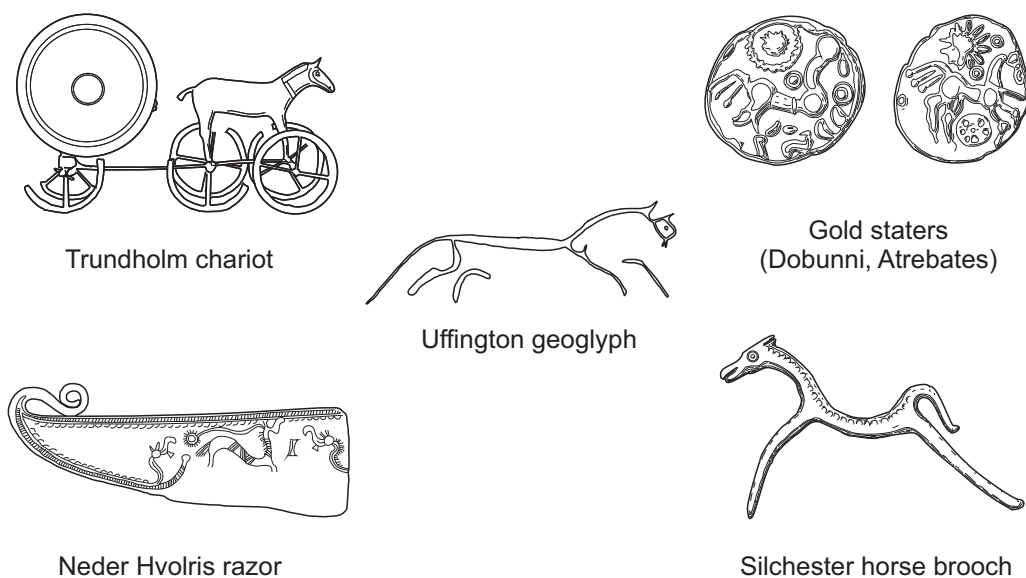 Trundholm chariot
Gold staters
(Dobunni, Atrebates)
Uffington geoglyph
Neder Hvolris razor
Silchester horse brooch